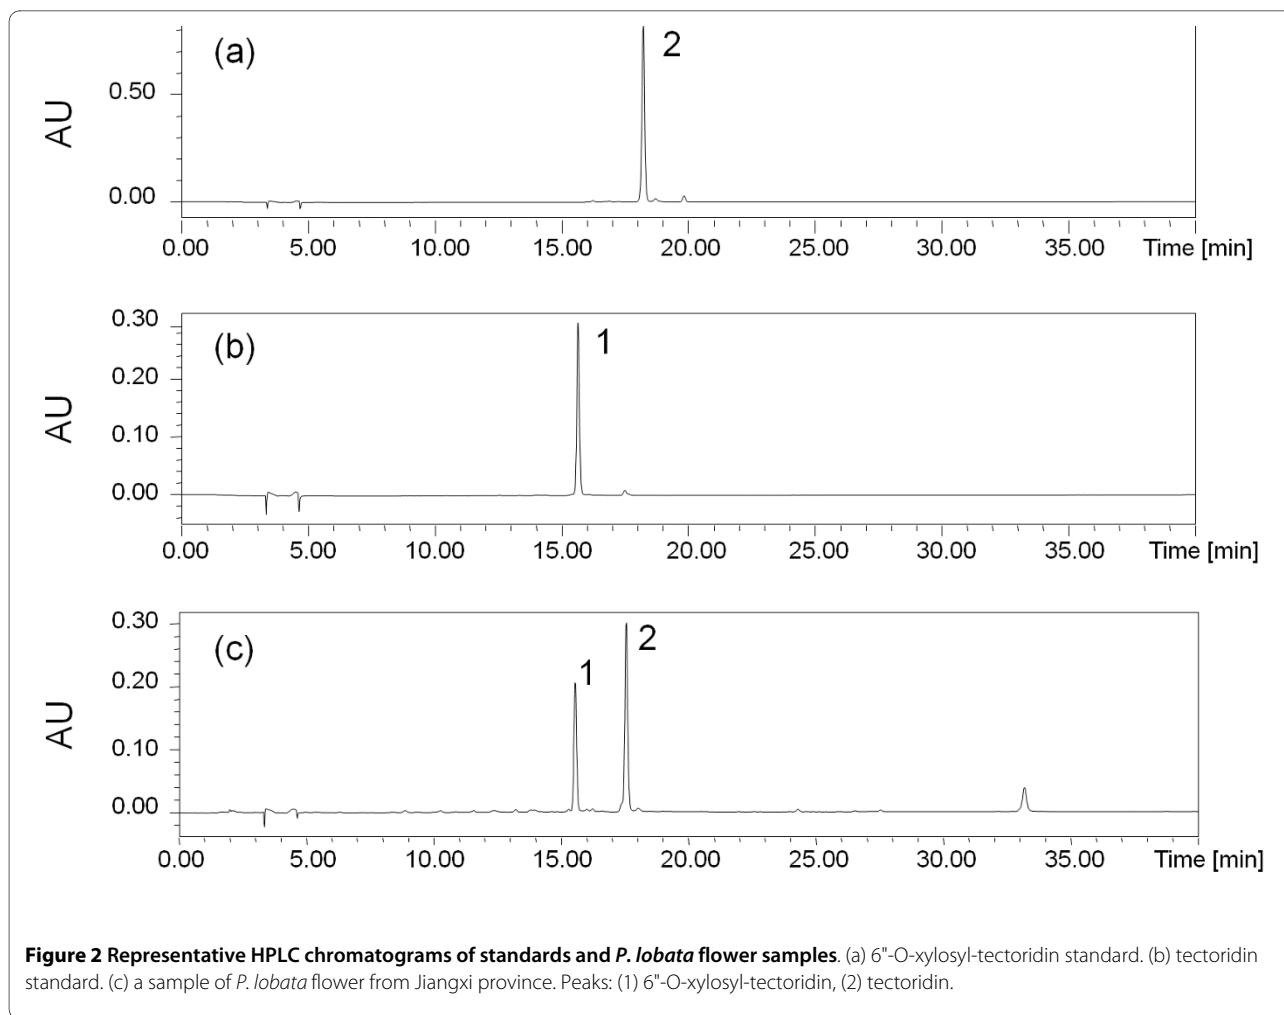 (a)
2
AU
0.50
0.00
0.00 5.00 10.00 15.00 20.00 25.00 30.00 35.00 Time [min]
(b)
1
AU
0.30
0.20
0.10
0.00
0.00 5.00 10.00 15.00 20.00 25.00 30.00 35.00 Time [min]
(c)
1
2
AU
0.30
0.20
0.10
0.00
0.00 5.00 10.00 15.00 20.00 25.00 30.00 35.00 Time [min]
Figure 2 Representative HPLC chromatograms of standards and P. lobata flower samples. (a) 6"-O-xylosyl-tectoridin standard. (b) tectoridin
standard. (c) a sample of P. lobata flower from Jiangxi province. Peaks: (1) 6"-O-xylosyl-tectoridin, (2) tectoridin.